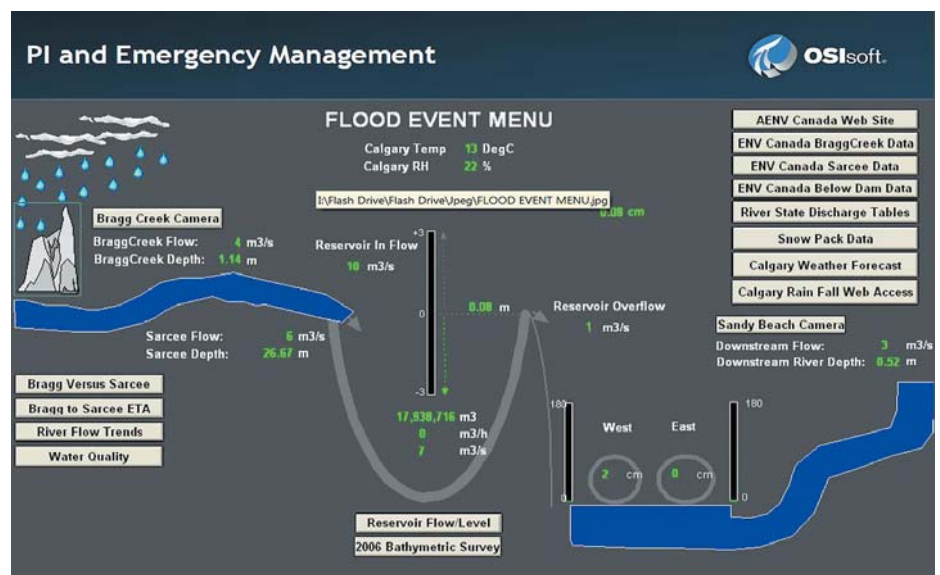 PI and Emergency Management
OSIsoft.
FLOOD EVENT MENU
Calgary Temp 13 DegC
Calgary RH 22 %
I:\Flash Drive\Flash Drive\Jpeg\FLOOD EVENT MENU.jpg
0.08 cm
AENV Canada Web Site
ENV Canada BraggCreek Data
ENV Canada Sarcee Data
ENV Canada Below Dam Data
River State Discharge Tables
Snow Pack Data
Calgary Weather Forecast
Calgary Rain Fall Web Access
Bragg Creek Camera
BraggCreek Flow: 4 m3/s
BraggCreek Depth: 1.14 m
Reservoir In Flow
10 m3/s
+3
0
-3
0.08 m
Reservoir Overflow
1 m3/s
Sandy Beach Camera
Downstream Flow: 3 m3/s
Downstream River Depth: 0.52 m
Sarcee Flow: 6 m3/s
Sarcee Depth: 26.67 m
Bragg Versus Sarcee
Bragg to Sarcee ETA
River Flow Trends
Water Quality
17,938,716 m3
0 m3/h
7 m3/s
180
West East
180
2 cm
0 cm
0
0
Reservoir Flow/Level
2006 Bathymetric Survey